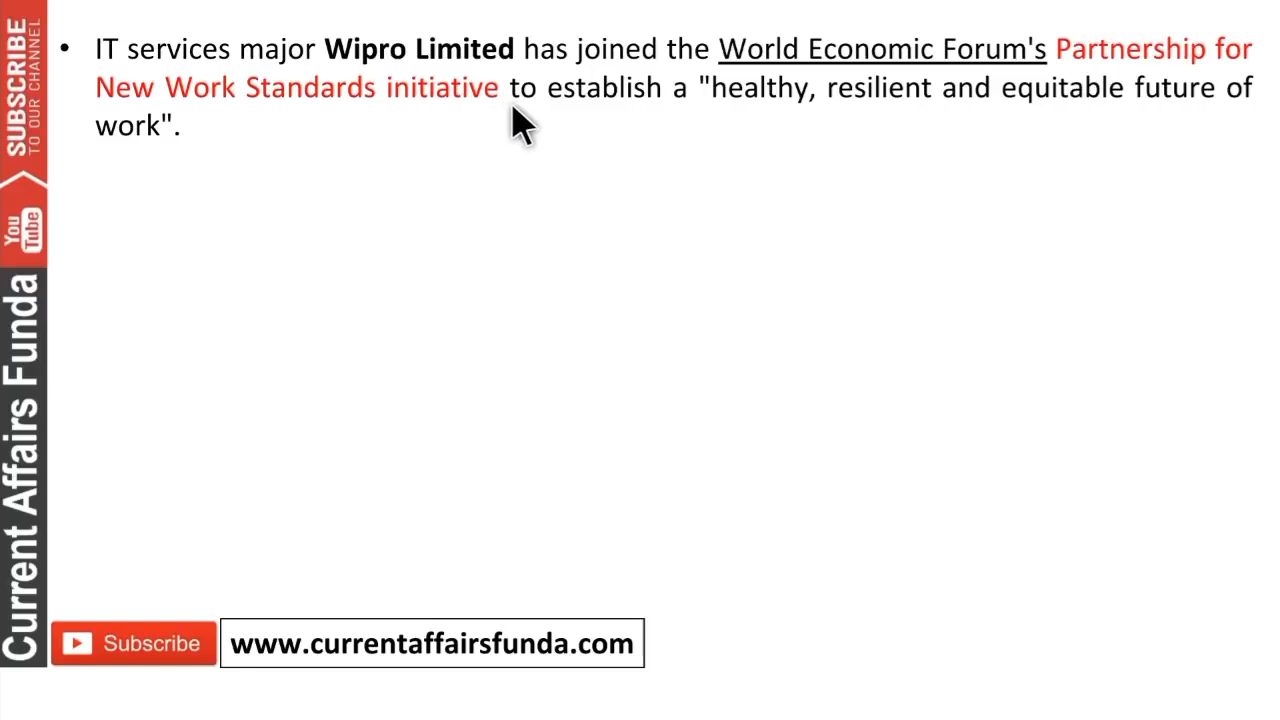 • IT services major Wipro Limited has joined the World Economic Forum's Partnership for
New Work Standards initiative to establish a "healthy, resilient and equitable future of
work".
SUBSCRIBE
TO OUR CHANNEL
You
Tube
Current Affairs Funda
Subscribe
www.currentaffairsfunda.com